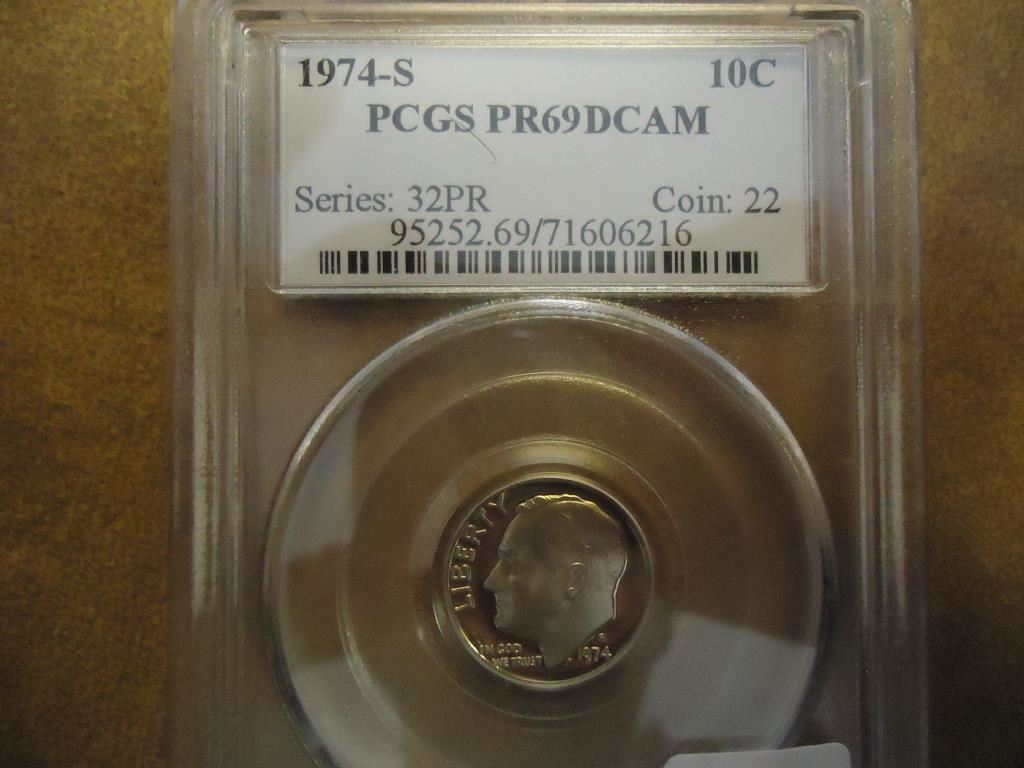 1974-S 10C
PCGS PR69DCAM
Series: 32PR Coin: 22
95252.69/71606216
LIBERTY
IN GOD
WE TRUST
1974